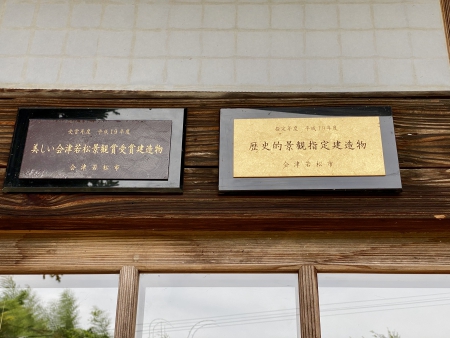 受賞年度 平成19年度
美しい会津若松景観賞受賞建造物
会津若松市
指定年度 平成19年度
歴史的景観指定建造物
会津若松市